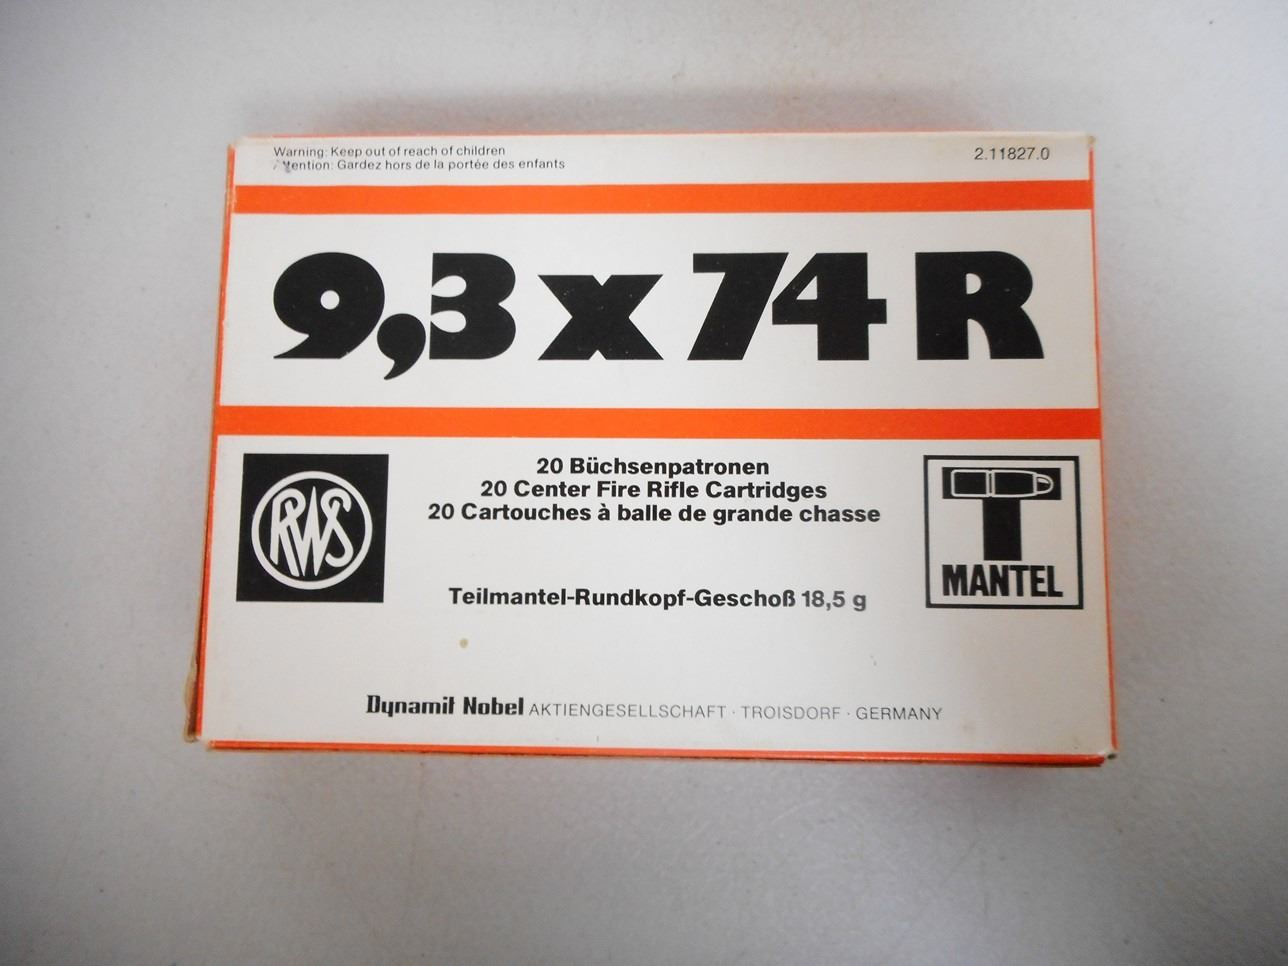 Warning: Keep out of reach of children
Attention: Gardez hors de la portée des enfants
2.11827.0
9,3 x 74 R
RWS
20 Büchsenpatronen
20 Center Fire Rifle Cartridges
20 Cartouches à balle de grande chasse
Teilmantel-Rundkopf-Geschoß 18,5 g
T
MANTEL
Dynamit Nobel AKTIENGESELLSCHAFT · TROISDORF · GERMANY